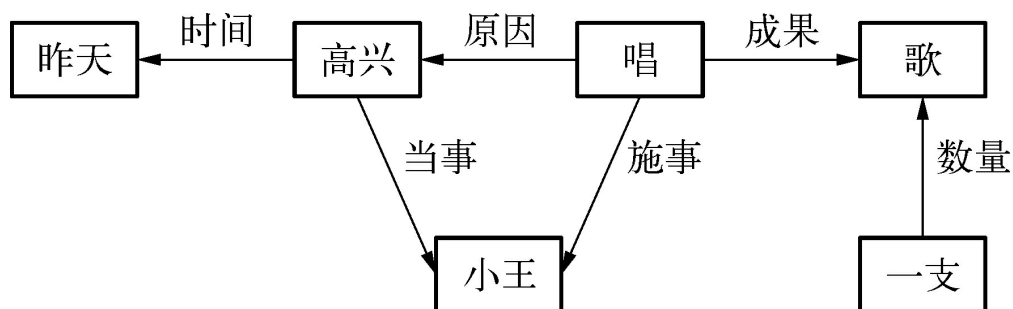 昨天 时间 高兴 原因 唱 成果 歌
当事 施事 数量
小王 一支